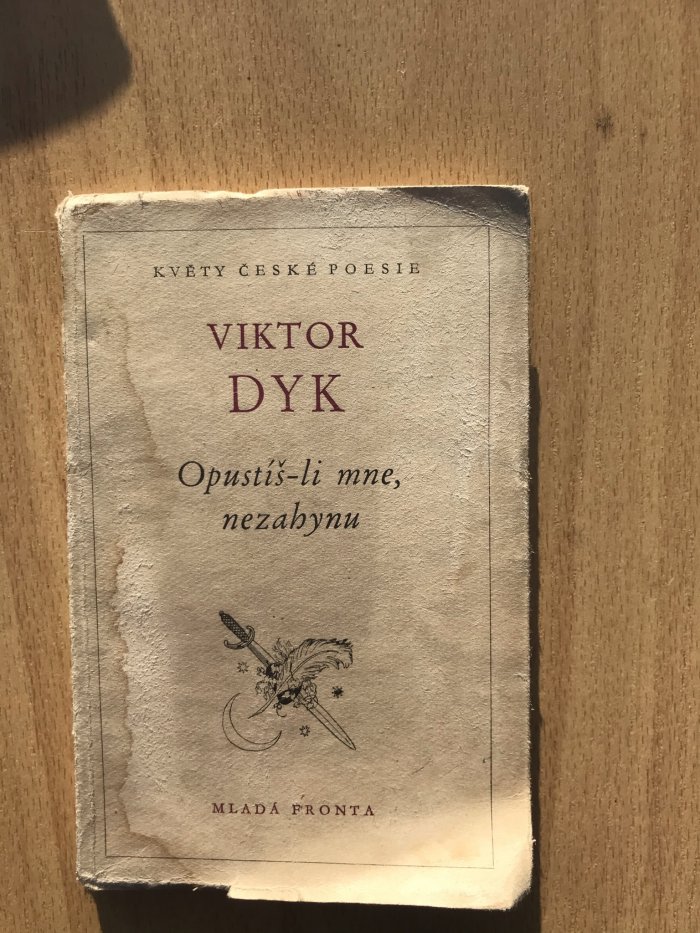 KVĚTY ČESKÉ POESIE
VIKTOR
DYK
Opustíš-li mne,
nezahynu
MLADÁ FRONTA